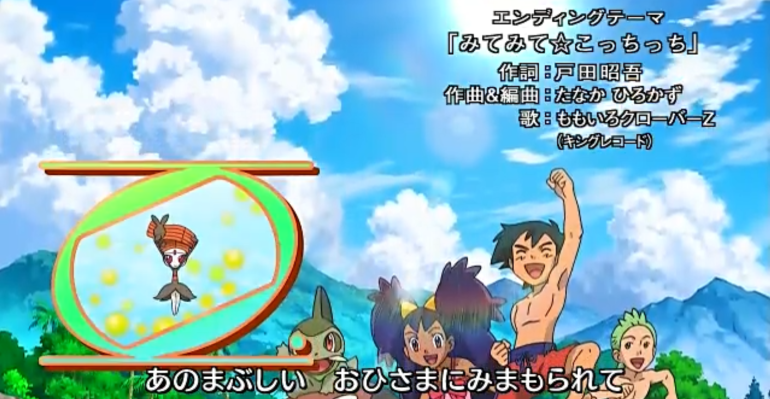 エンディングテーマ
「みてみて☆こっちっち」
作詞：戸田昭吾
作曲&編曲：たなか ひろかず
歌：ももいろクローバーZ
（キングレコード）
あのまぶしい　おひさまにみまもられて